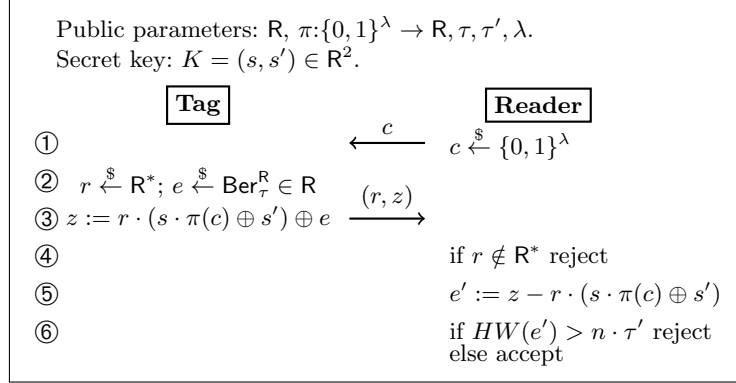 Public parameters: R, π:{0, 1}^λ → R, τ, τ′, λ.
Secret key: K = (s, s′) ∈ R².
Tag Reader
① c c ←$ {0, 1}^λ
② r ←$ R*; e ←$ Ber_τ^R ∈ R
③ z := r · (s · π(c) ⊕ s′) ⊕ e (r, z)
④ if r ∉ R* reject
⑤ e′ := z − r · (s · π(c) ⊕ s′)
⑥ if HW(e′) > n · τ′ reject
else accept